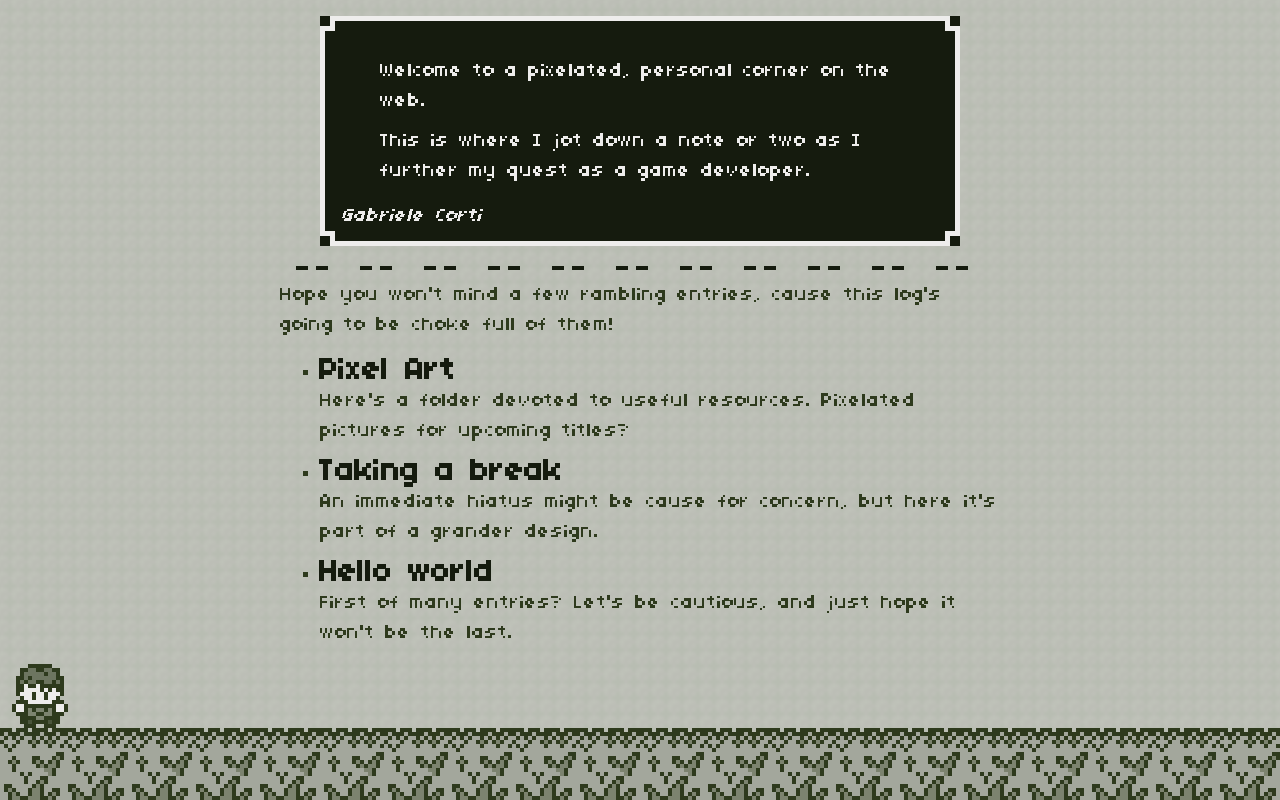 Welcome to a pixelated, personal corner on the
web.
This is where I jot down a note or two as I
further my quest as a game developer.
Gabriele Corti
Hope you won't mind a few rambling entries, cause this log's
going to be choke full of them!
Pixel Art
Here's a folder devoted to useful resources. Pixelated
pictures for upcoming titles?
Taking a break
An immediate hiatus might be cause for concern, but here it's
part of a grander design.
Hello world
First of many entries? Let's be cautious, and just hope it
won't be the last.